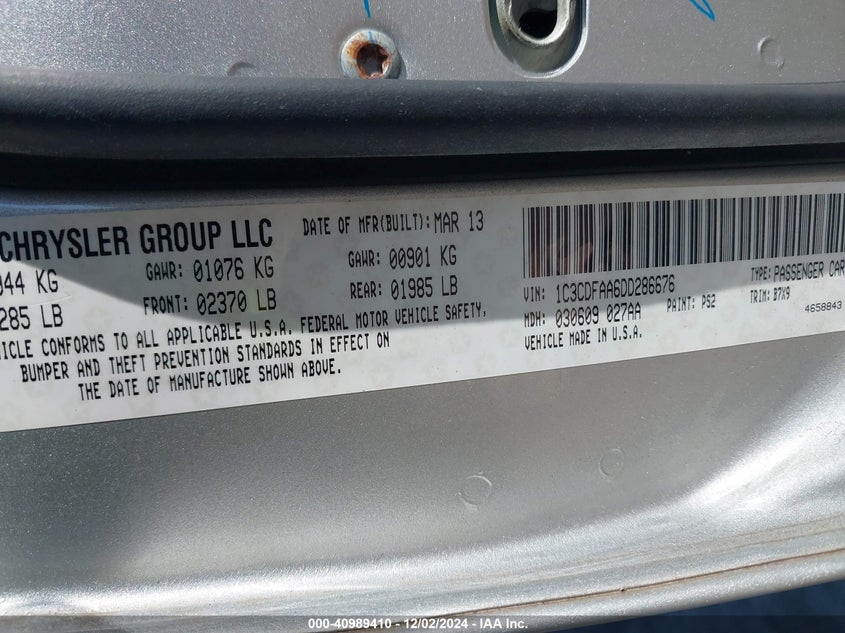 CHRYSLER GROUP LLC
DATE OF MFR(BUILT): MAR 13
044 KG GAWR: 01076 KG GAWR: 00901 KG
285 LB FRONT: 02370 LB REAR: 01985 LB
ICLE CONFORMS TO ALL APPLICABLE U.S.A. FEDERAL MOTOR VEHICLE SAFETY,
BUMPER AND THEFT PREVENTION STANDARDS IN EFFECT ON
THE DATE OF MANUFACTURE SHOWN ABOVE.
VIN: 1C3CDFAA6DD286676 TYPE: PASSENGER CAR
MDH: 030609 027AA PAINT: PS2 TRIM: B7X9
VEHICLE MADE IN U.S.A. 4658843
000-40989410 - 12/02/2024 - IAA Inc.